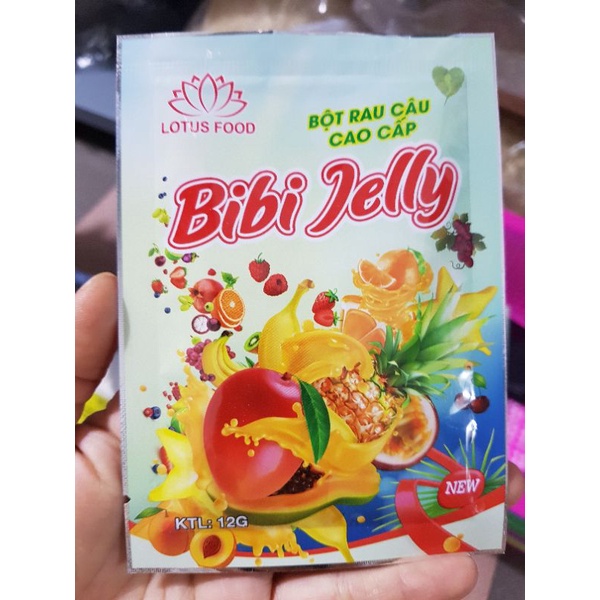 LOTUS FOOD
BỘT RAU CÂU
CAO CẤP
Bibi Jelly
NEW
KTL: 12G